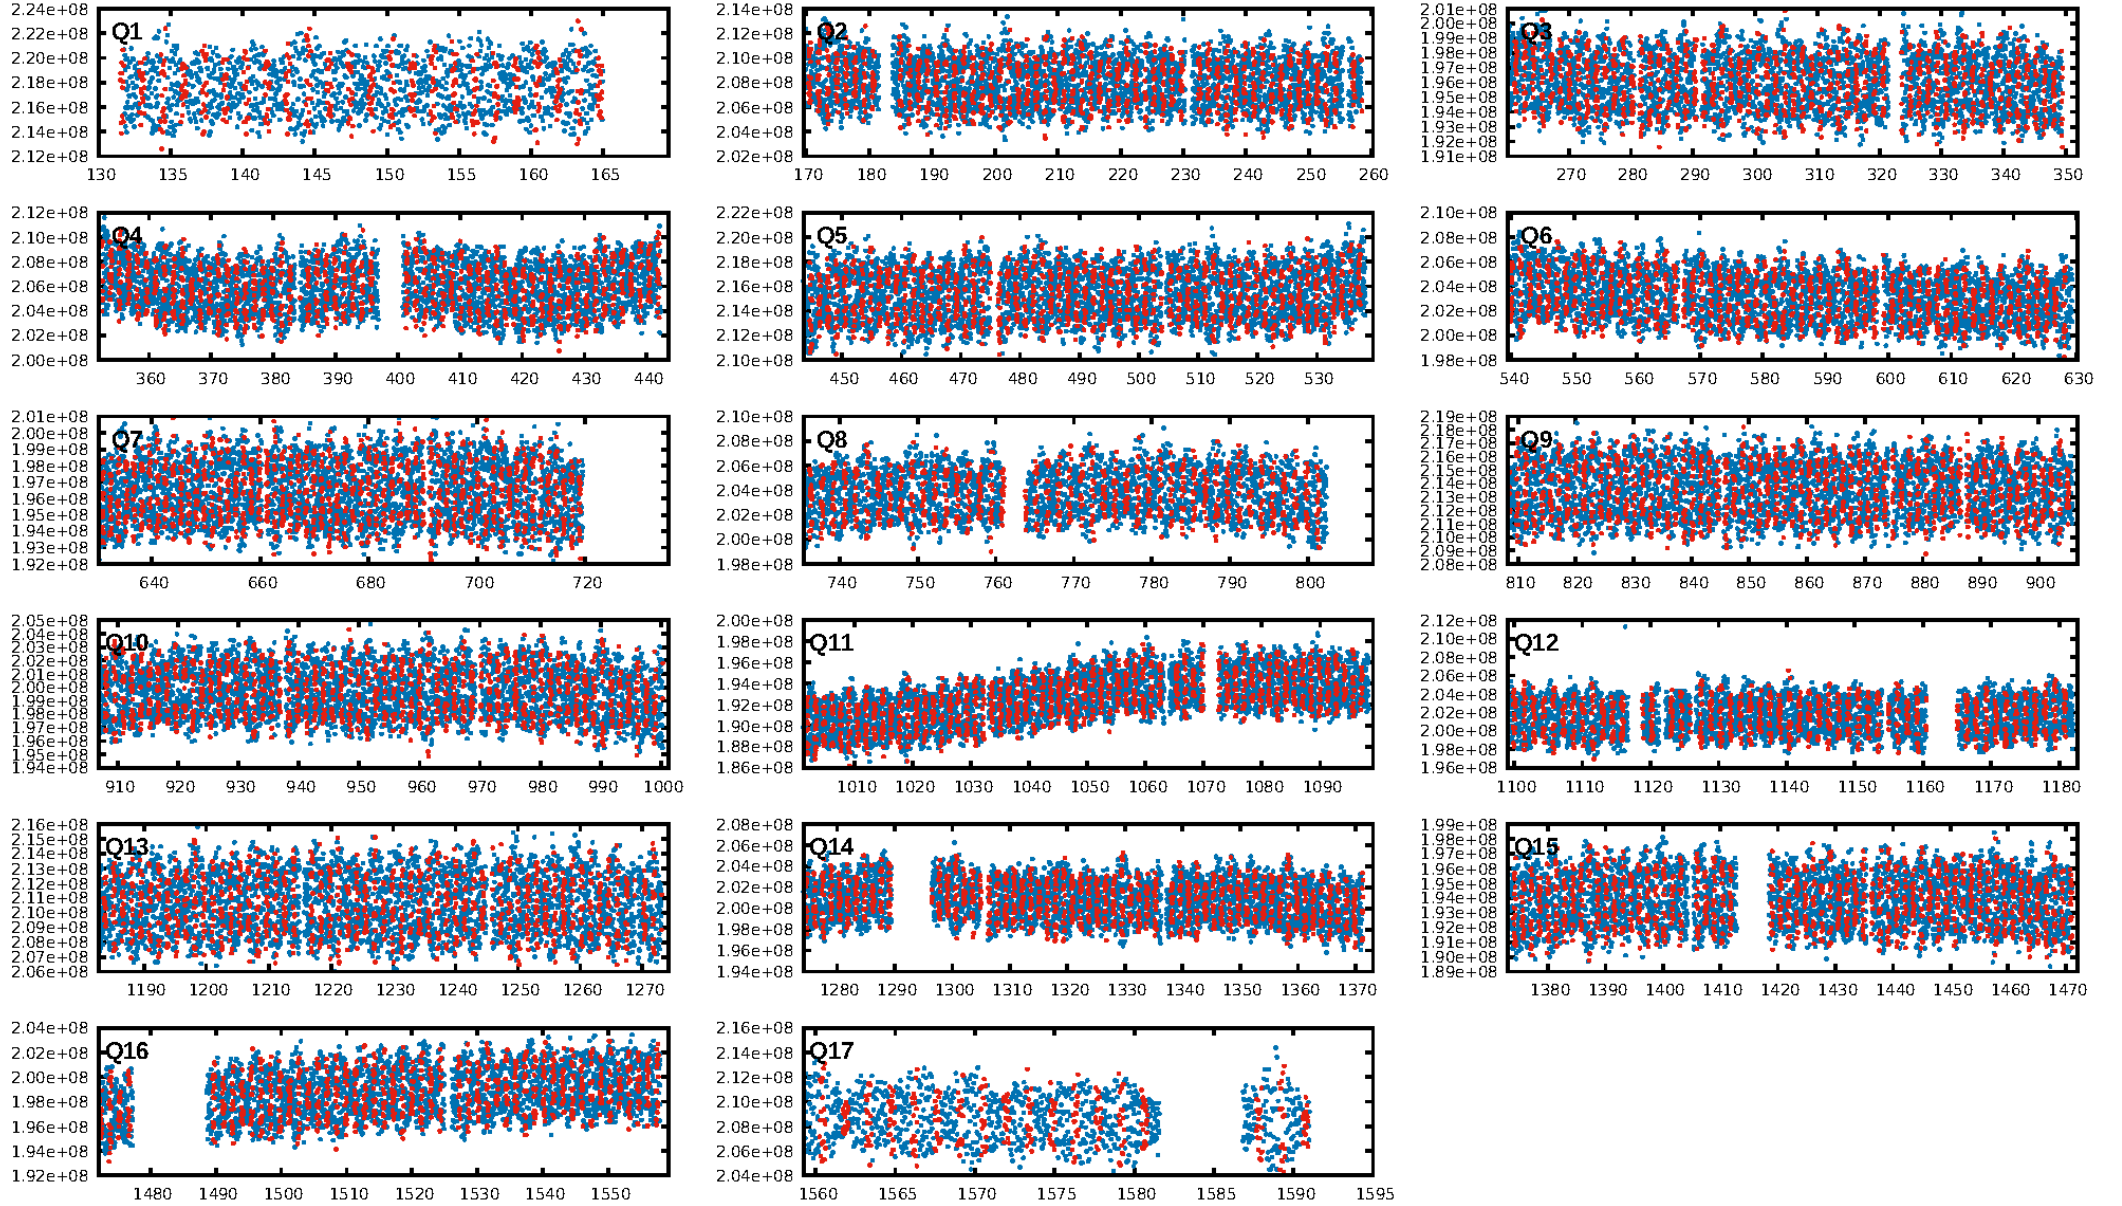 Q1
2.24e+08
2.22e+08
2.20e+08
2.18e+08
2.16e+08
2.14e+08
2.12e+08
130 135 140 145 150 155 160 165
Q2
2.14e+08
2.12e+08
2.10e+08
2.08e+08
2.06e+08
2.04e+08
2.02e+08
170 180 190 200 210 220 230 240 250 260
Q3
2.01e+08
2.00e+08
1.99e+08
1.98e+08
1.97e+08
1.96e+08
1.95e+08
1.94e+08
1.93e+08
1.92e+08
1.91e+08
270 280 290 300 310 320 330 340 350
Q4
2.12e+08
2.10e+08
2.08e+08
2.06e+08
2.04e+08
2.02e+08
2.00e+08
360 370 380 390 400 410 420 430 440
Q5
2.22e+08
2.20e+08
2.18e+08
2.16e+08
2.14e+08
2.12e+08
2.10e+08
450 460 470 480 490 500 510 520 530
Q6
2.10e+08
2.08e+08
2.06e+08
2.04e+08
2.02e+08
2.00e+08
1.98e+08
540 550 560 570 580 590 600 610 620 630
Q7
2.01e+08
2.00e+08
1.99e+08
1.98e+08
1.97e+08
1.96e+08
1.95e+08
1.94e+08
1.93e+08
1.92e+08
640 660 680 700 720
Q8
2.10e+08
2.08e+08
2.06e+08
2.04e+08
2.02e+08
2.00e+08
1.98e+08
740 750 760 770 780 790 800
Q9
2.19e+08
2.18e+08
2.17e+08
2.16e+08
2.15e+08
2.14e+08
2.13e+08
2.12e+08
2.11e+08
2.10e+08
2.09e+08
2.08e+08
810 820 830 840 850 860 870 880 890 900
Q10
2.05e+08
2.04e+08
2.03e+08
2.02e+08
2.01e+08
2.00e+08
1.99e+08
1.98e+08
1.97e+08
1.96e+08
1.95e+08
1.94e+08
910 920 930 940 950 960 970 980 990 1000
Q11
2.00e+08
1.98e+08
1.96e+08
1.94e+08
1.92e+08
1.90e+08
1.88e+08
1.86e+08
1010 1020 1030 1040 1050 1060 1070 1080 1090
Q12
2.12e+08
2.10e+08
2.08e+08
2.06e+08
2.04e+08
2.02e+08
2.00e+08
1.98e+08
1.96e+08
1100 1110 1120 1130 1140 1150 1160 1170 1180
Q13
2.16e+08
2.15e+08
2.14e+08
2.13e+08
2.12e+08
2.11e+08
2.10e+08
2.09e+08
2.08e+08
2.07e+08
2.06e+08
1190 1200 1210 1220 1230 1240 1250 1260 1270
Q14
2.08e+08
2.06e+08
2.04e+08
2.02e+08
2.00e+08
1.98e+08
1.96e+08
1.94e+08
1280 1290 1300 1310 1320 1330 1340 1350 1360 1370
Q15
1.99e+08
1.98e+08
1.97e+08
1.96e+08
1.95e+08
1.94e+08
1.93e+08
1.92e+08
1.91e+08
1.90e+08
1.89e+08
1380 1390 1400 1410 1420 1430 1440 1450 1460 1470
Q16
2.04e+08
2.02e+08
2.00e+08
1.98e+08
1.96e+08
1.94e+08
1.92e+08
1480 1490 1500 1510 1520 1530 1540 1550
Q17
2.16e+08
2.14e+08
2.12e+08
2.10e+08
2.08e+08
2.06e+08
2.04e+08
1560 1565 1570 1575 1580 1585 1590 1595